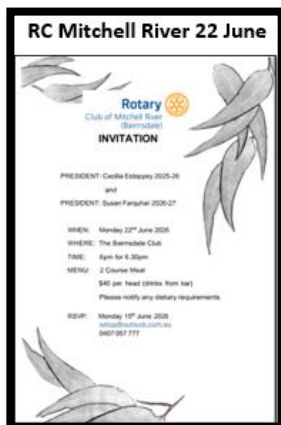 RC Mitchell River 22 June
Rotary
Club of Mitchell River
(Bairnsdale)
INVITATION
PRESIDENT: Cecilia Estoppey 2025-26
and
PRESIDENT: Susan Farquhar 2026-27
WHEN: Monday 22nd June 2026
WHERE: The Bairnsdale Club
TIME: 6pm for 6.30pm
MENU: 2 Course Meal
$40 per head (drinks from bar)
Please notify any dietary requirements
RSVP: Monday 15th June 2026
@outlook.com.au
0407 057 777